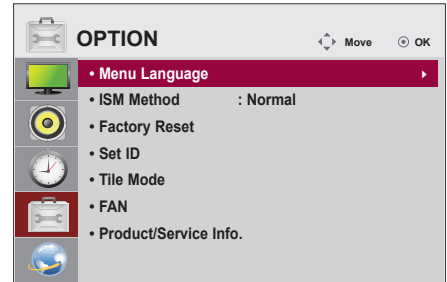 OPTION
Move
OK
• Menu Language
• ISM Method : Normal
• Factory Reset
• Set ID
• Tile Mode
• FAN
• Product/Service Info.